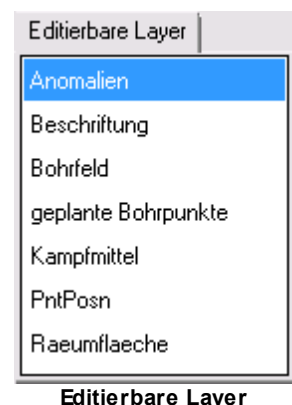 Editierbare Layer
Anomalien
Beschriftung
Bohrfeld
geplante Bohrpunkte
Kampfmittel
PntPosn
Raeumflaeche
Editierbare Layer